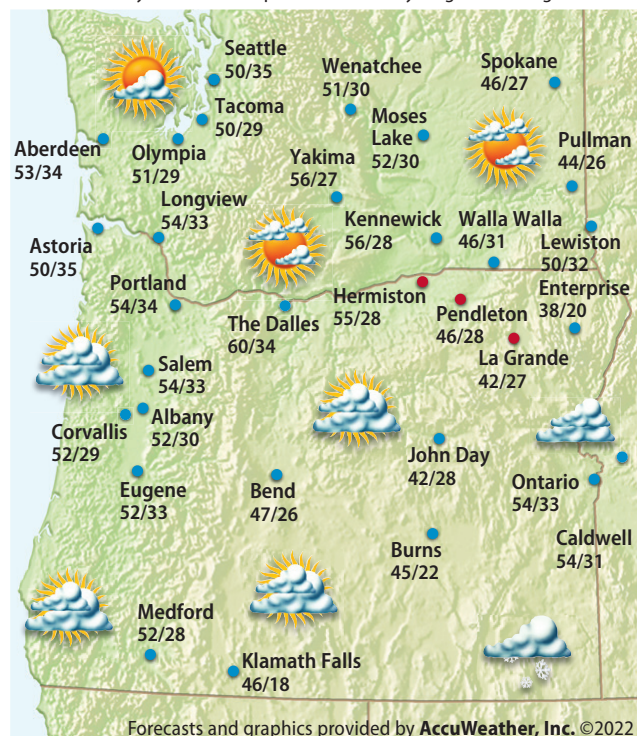 Seattle
50/35
Wenatchee
51/30
Spokane
46/27
Tacoma
50/29
Moses
Lake
52/30
Aberdeen
53/34
Olympia
51/29
Yakima
56/27
Pullman
44/26
Longview
54/33
Kennewick
56/28
Walla Walla
46/31
Lewiston
50/32
Astoria
50/35
Portland
54/34
The Dalles
60/34
Hermiston
55/28
Pendleton
46/28
Enterprise
38/20
La Grande
42/27
Salem
54/33
Albany
52/30
Corvallis
52/29
John Day
42/28
Ontario
54/33
Eugene
52/33
Bend
47/26
Caldwell
54/31
Burns
45/22
Medford
52/28
Klamath Falls
46/18
Forecasts and graphics provided by AccuWeather, Inc. ©2022